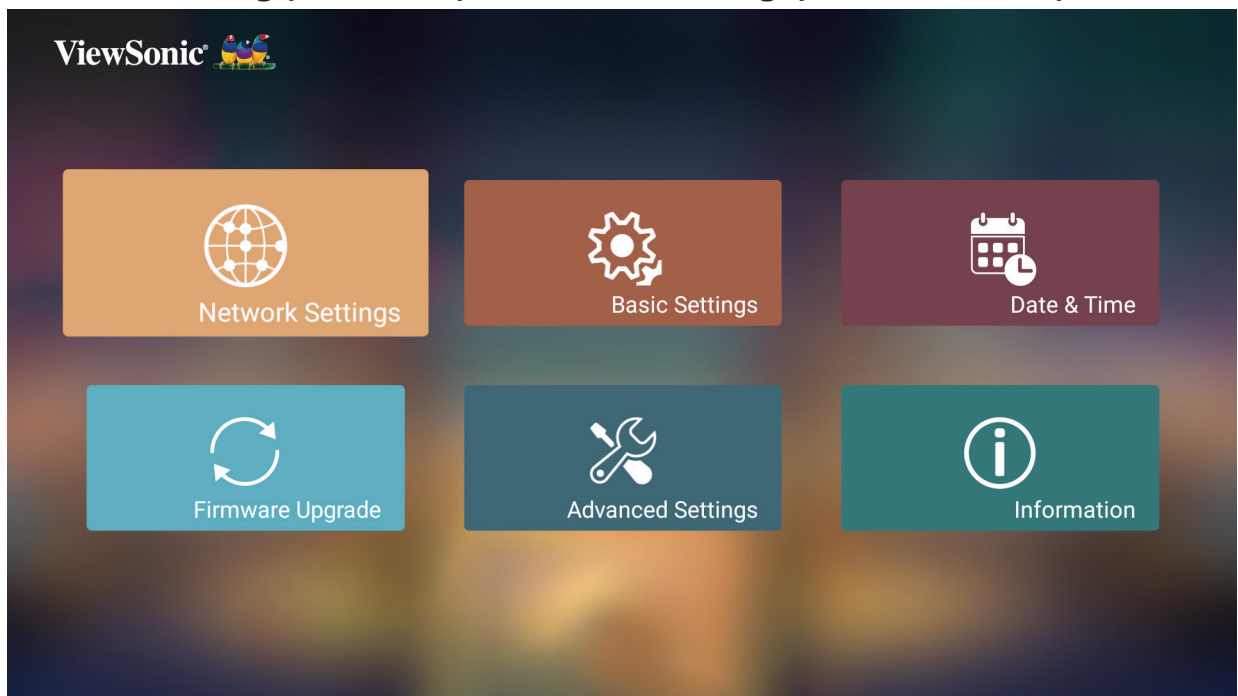 ViewSonic®
Network Settings
Basic Settings
Date & Time
Firmware Upgrade
Advanced Settings
Information